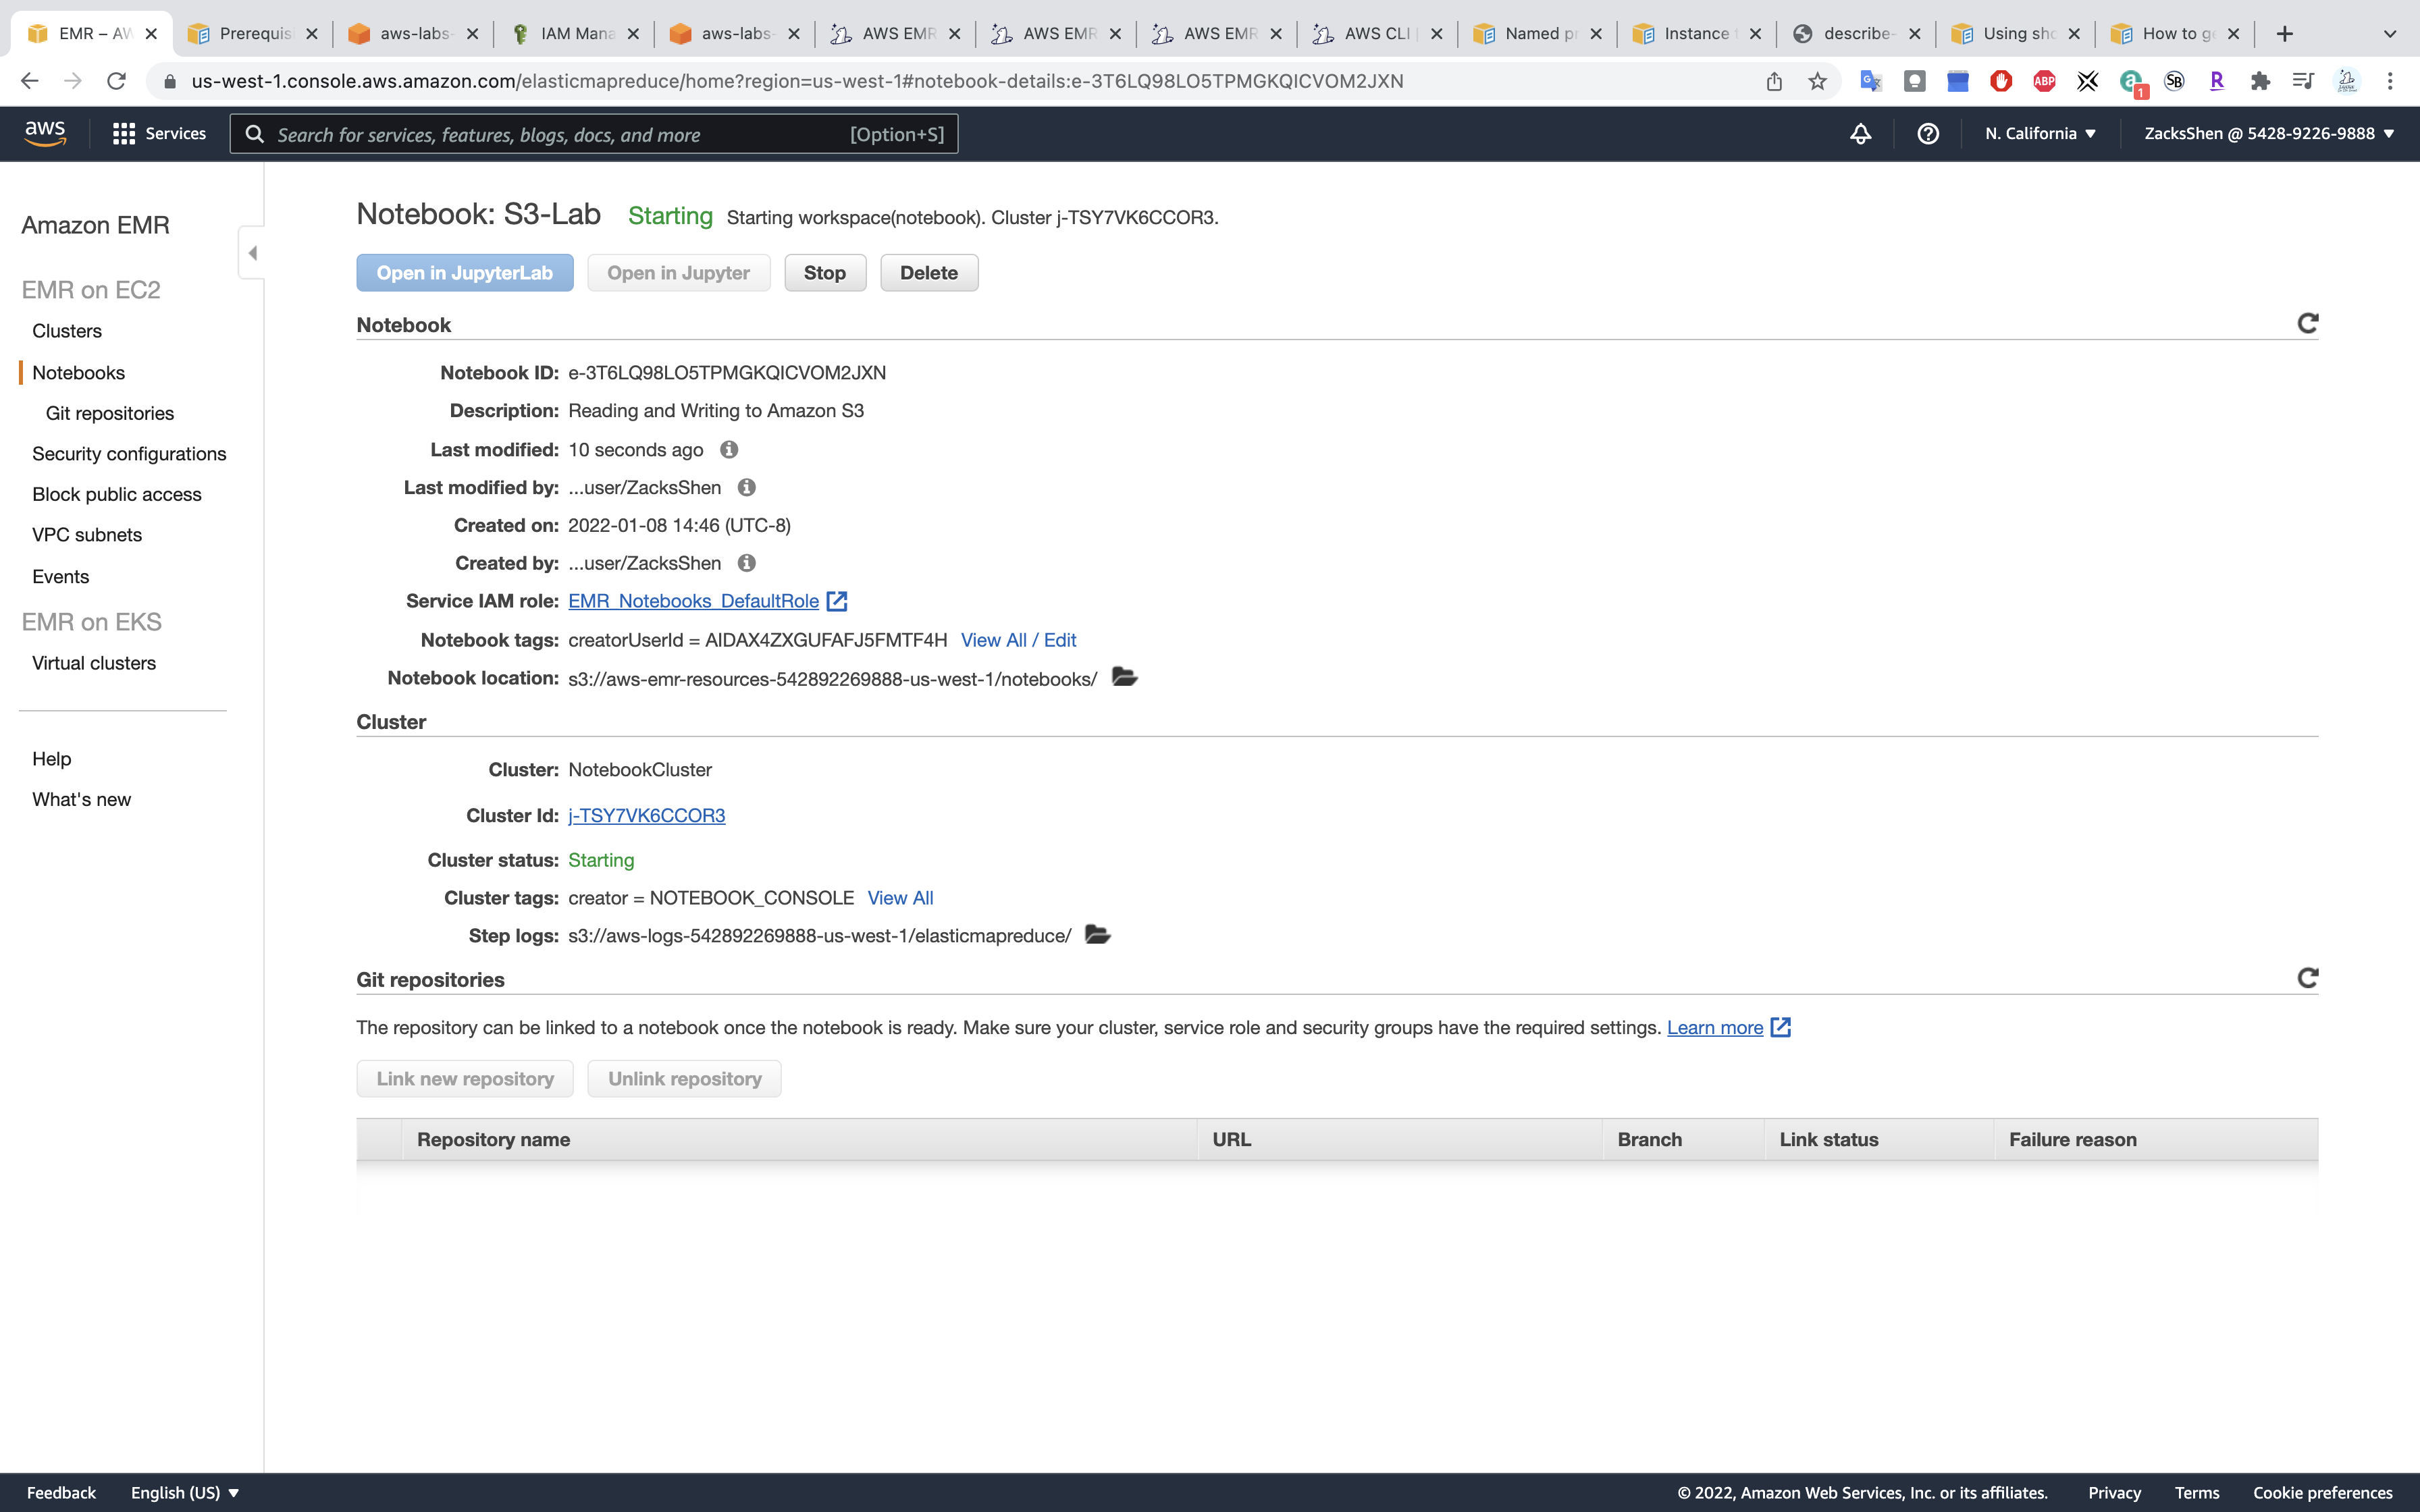 EMR – AW Prerequis aws-labs- IAM Mana aws-labs- AWS EMR AWS EMR AWS EMR AWS CLI Named pr Instance describe- Using sho How to ge
us-west-1.console.aws.amazon.com/elasticmapreduce/home?region=us-west-1#notebook-details:e-3T6LQ98LO5TPMGKQICVOM2JXN
ABP 1 SB R
aws Services Search for services, features, blogs, docs, and more [Option+S] N. California ZacksShen @ 5428-9226-9888
Amazon EMR
EMR on EC2
Clusters
Notebooks
Git repositories
Security configurations
Block public access
VPC subnets
Events
EMR on EKS
Virtual clusters
Help
What's new
Notebook: S3-Lab Starting Starting workspace(notebook). Cluster j-TSY7VK6CCOR3.
Open in JupyterLab Open in Jupyter Stop Delete
Notebook
Notebook ID: e-3T6LQ98LO5TPMGKQICVOM2JXN
Description: Reading and Writing to Amazon S3
Last modified: 10 seconds ago
Last modified by: ...user/ZacksShen
Created on: 2022-01-08 14:46 (UTC-8)
Created by: ...user/ZacksShen
Service IAM role: EMR_Notebooks_DefaultRole
Notebook tags: creatorUserId = AIDAX4ZXGUFAFJ5FMTF4H View All / Edit
Notebook location: s3://aws-emr-resources-542892269888-us-west-1/notebooks/
Cluster
Cluster: NotebookCluster
Cluster Id: j-TSY7VK6CCOR3
Cluster status: Starting
Cluster tags: creator = NOTEBOOK_CONSOLE View All
Step logs: s3://aws-logs-542892269888-us-west-1/elasticmapreduce/
Git repositories
The repository can be linked to a notebook once the notebook is ready. Make sure your cluster, service role and security groups have the required settings. Learn more
Link new repository Unlink repository
Repository name URL Branch Link status Failure reason
Feedback English (US) © 2022, Amazon Web Services, Inc. or its affiliates. Privacy Terms Cookie preferences